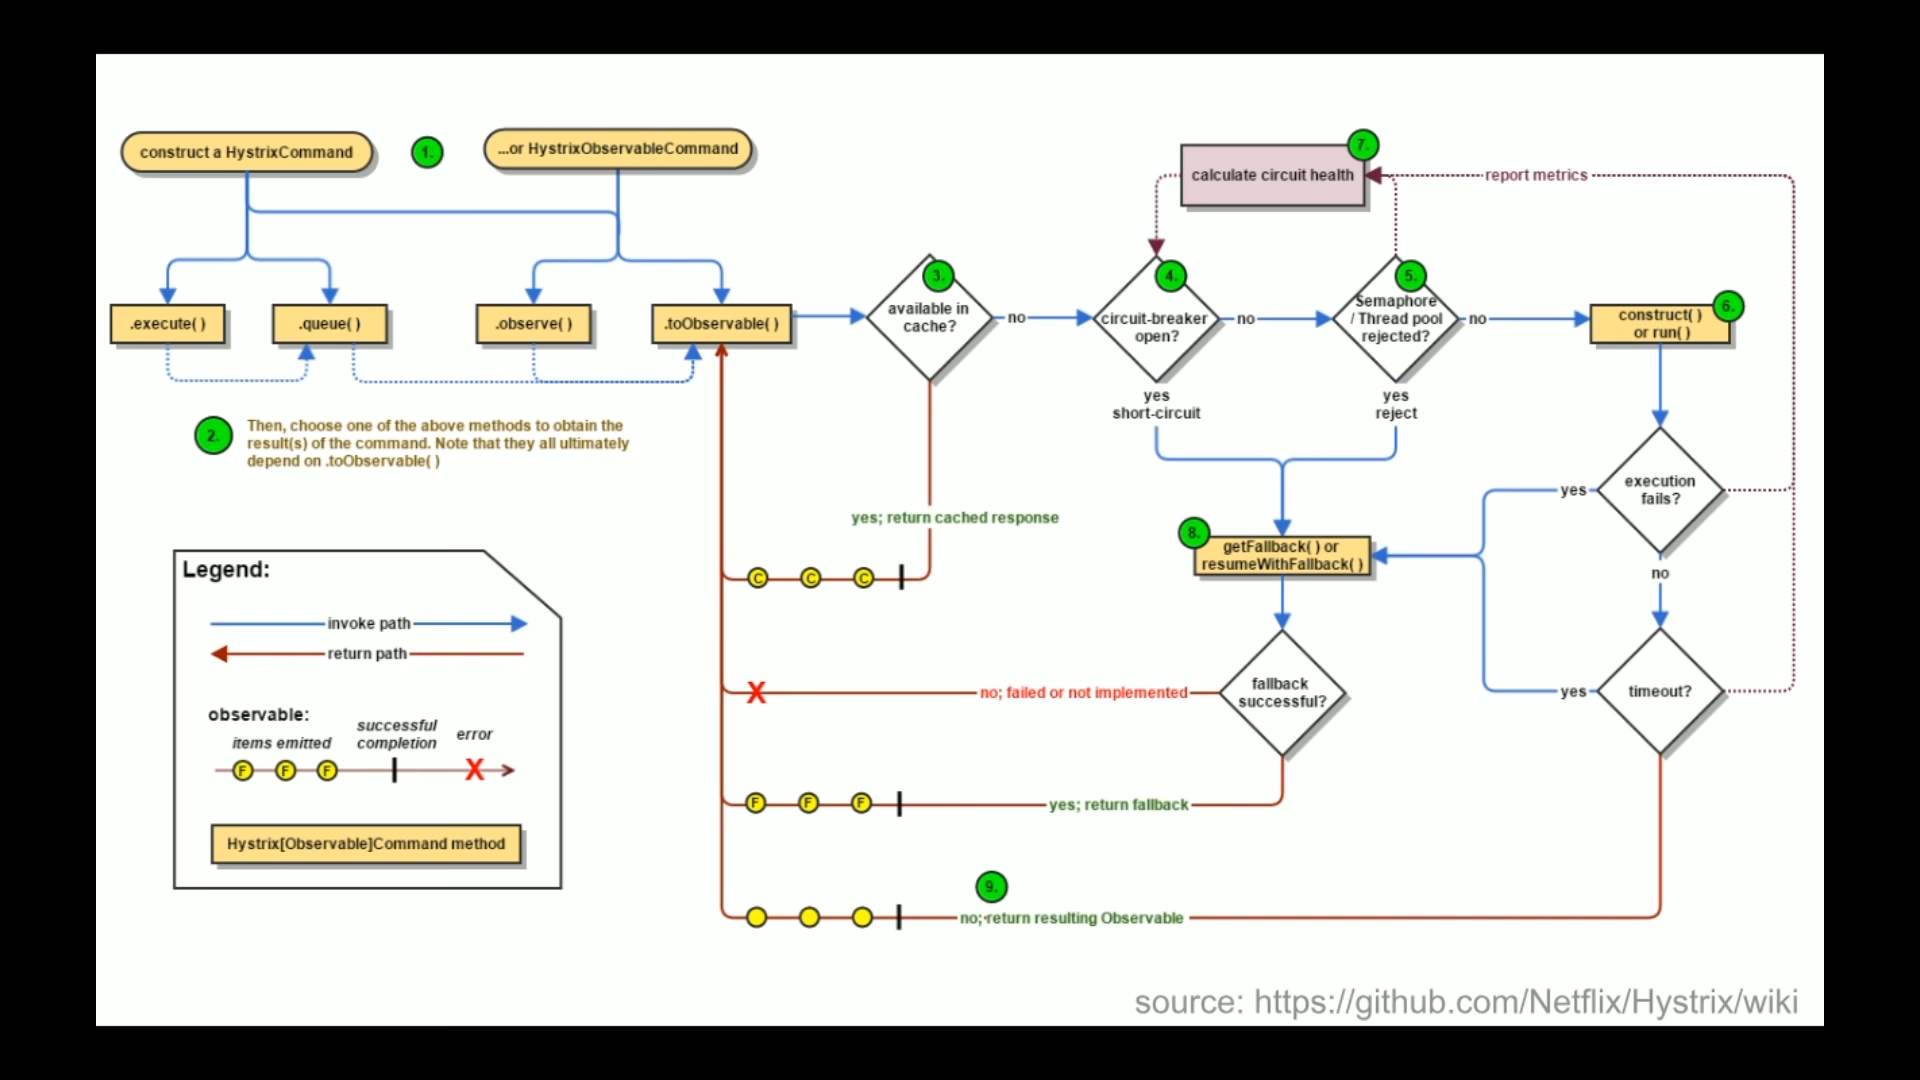 construct a HystrixCommand
1.
...or HystrixObservableCommand
7.
calculate circuit health
report metrics
.execute( )
.queue( )
.observe( )
.toObservable( )
3.
available in
cache?
no
4.
circuit-breaker
open?
no
5.
Semaphore
/ Thread pool
rejected?
no
6.
construct( )
or run( )
yes
short-circuit
yes
reject
2.
Then, choose one of the above methods to obtain the
result(s) of the command. Note that they all ultimately
depend on .toObservable( )
yes
execution
fails?
no
yes; return cached response
C
C
C
8.
getFallback( ) or
resumeWithFallback( )
Legend:
invoke path
return path
observable:
items emitted
successful
completion
error
F
F
F
X
Hystrix[Observable]Command method
X
no; failed or not implemented
fallback
successful?
yes
timeout?
F
F
F
yes; return fallback
9.
no; return resulting Observable
source: https://github.com/Netflix/Hystrix/wiki